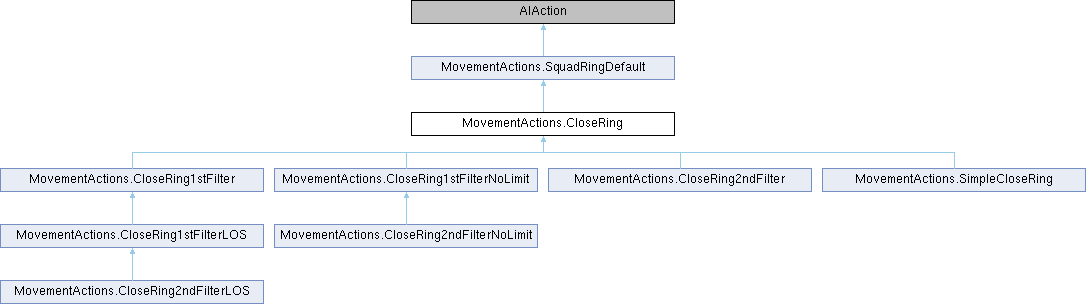 AIAction
MovementActions.SquadRingDefault
MovementActions.CloseRing
MovementActions.CloseRing1stFilter
MovementActions.CloseRing1stFilterNoLimit
MovementActions.CloseRing2ndFilter
MovementActions.SimpleCloseRing
MovementActions.CloseRing1stFilterLOS
MovementActions.CloseRing2ndFilterNoLimit
MovementActions.CloseRing2ndFilterLOS